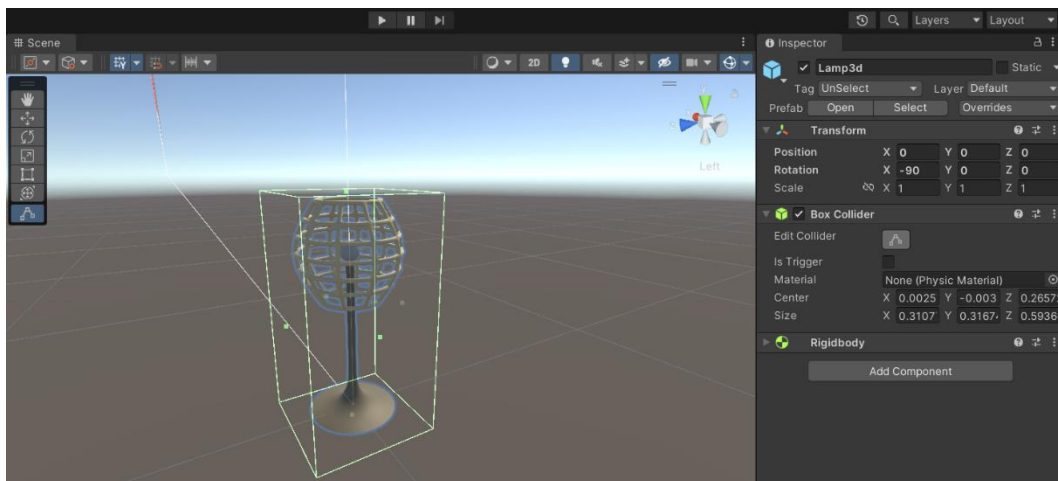 Layers Layout
Scene
2D
Left
Inspector
Lamp3d Static
Tag UnSelect Layer Default
Prefab Open Select Overrides
Transform
Position X 0 Y 0 Z 0
Rotation X -90 Y 0 Z 0
Scale X 1 Y 1 Z 1
Box Collider
Edit Collider
Is Trigger
Material None (Physic Material)
Center X 0.0025 Y -0.003 Z 0.2657
Size X 0.3107 Y 0.3167 Z 0.5936
Rigidbody
Add Component